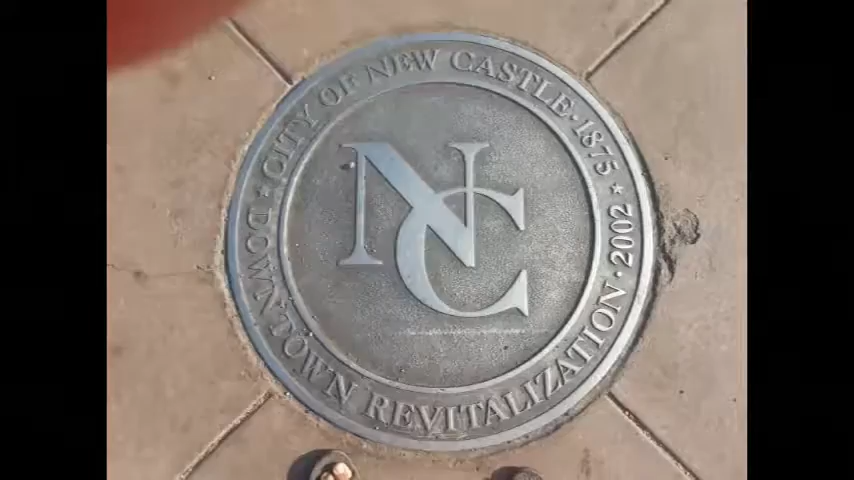 ★ CITY OF NEW CASTLE · 1875 ★
DOWNTOWN REVITALIZATION · 2002
NC